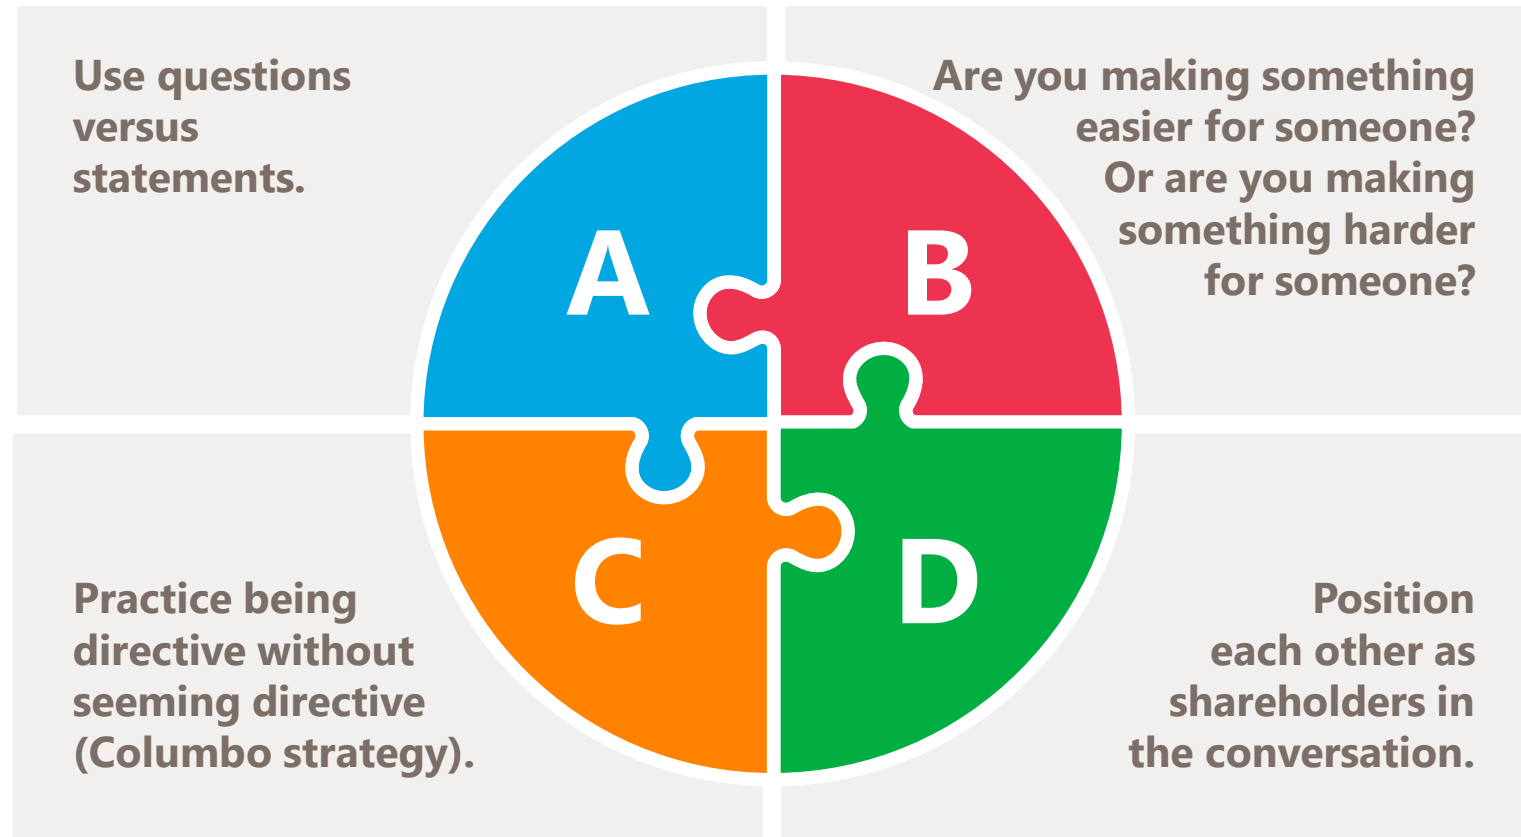 Use questions
versus
statements.
A
Are you making something
easier for someone?
Or are you making
something harder
for someone?
B
Practice being
directive without
seeming directive
(Columbo strategy).
C
Position
each other as
shareholders in
the conversation.
D